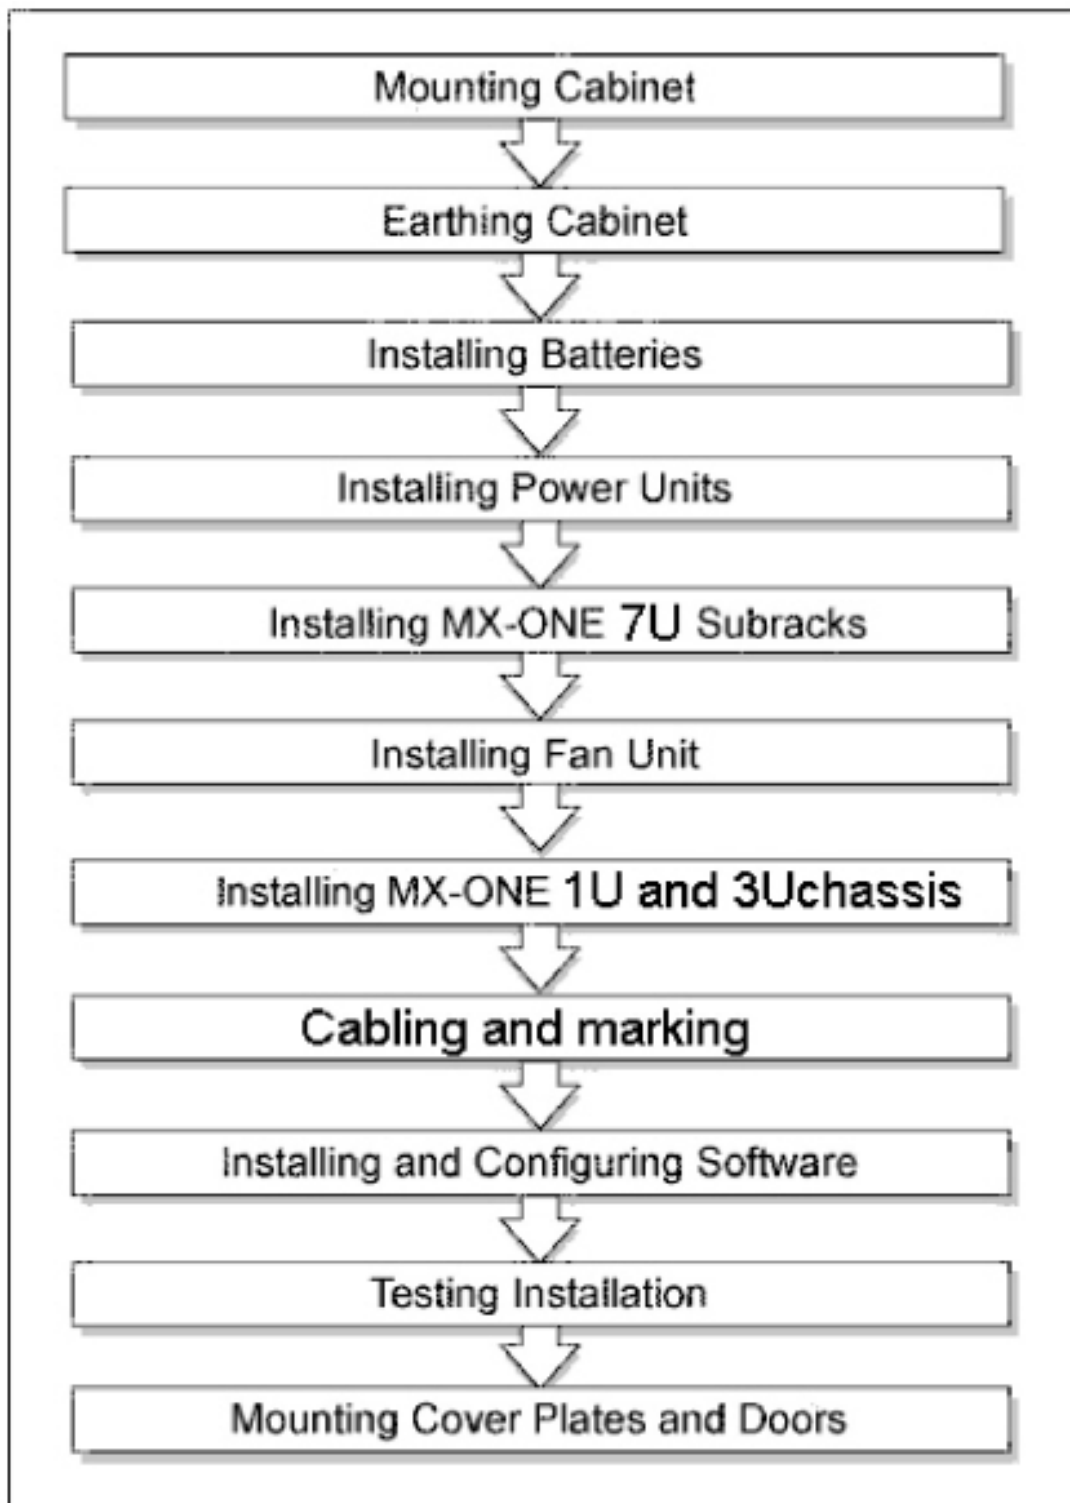 Mounting Cabinet
Earthing Cabinet
Installing Batteries
Installing Power Units
Installing MX-ONE 7U Subracks
Installing Fan Unit
Installing MX-ONE 1U and 3Uchassis
Cabling and marking
Installing and Configuring Software
Testing Installation
Mounting Cover Plates and Doors